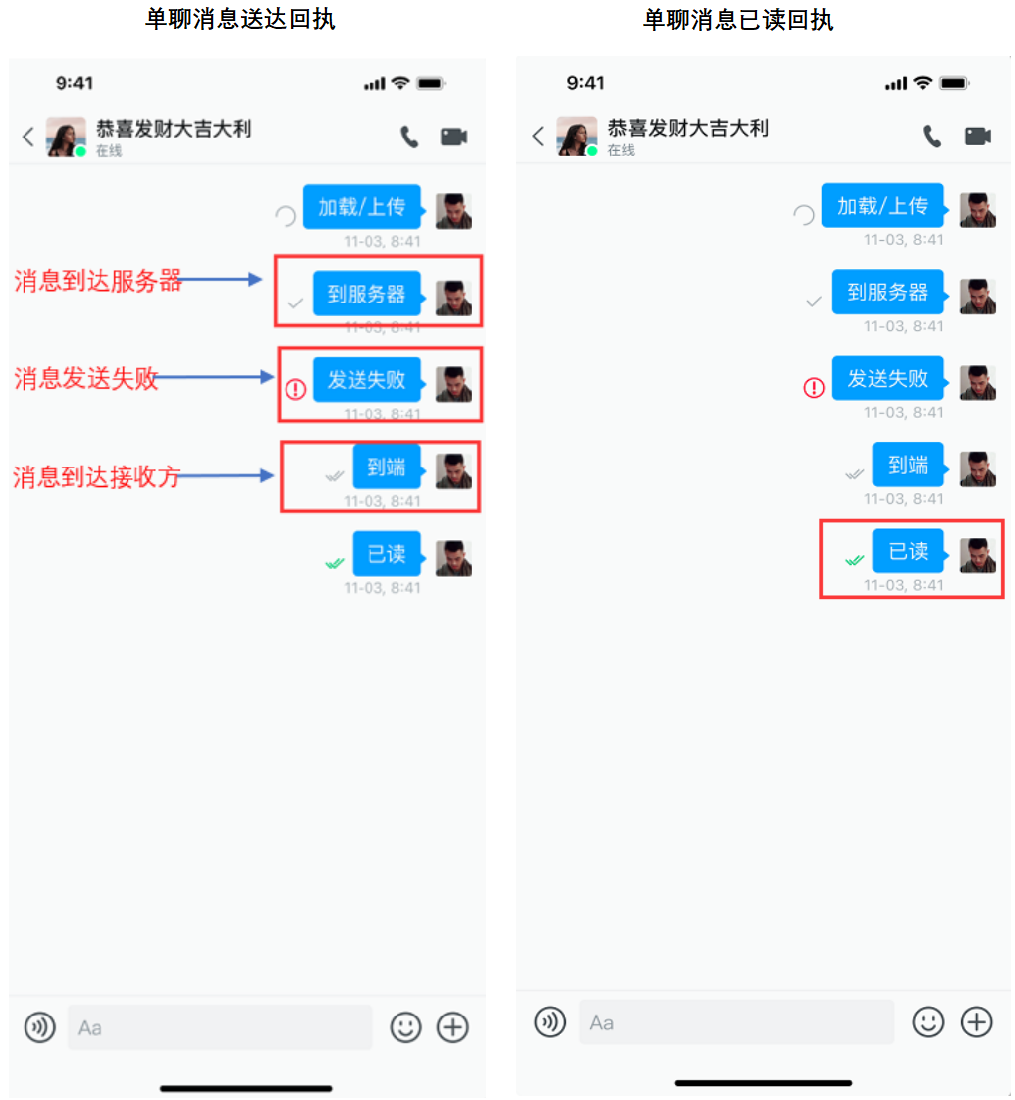 单聊消息送达回执
9:41
恭喜发财大吉大利
在线
加载/上传
11-03, 8:41
消息到达服务器
到服务器
11-03, 8:41
消息发送失败
发送失败
11-03, 8:41
消息到达接收方
到端
11-03, 8:41
已读
11-03, 8:41
Aa
单聊消息已读回执
9:41
恭喜发财大吉大利
在线
加载/上传
11-03, 8:41
到服务器
11-03, 8:41
发送失败
11-03, 8:41
到端
11-03, 8:41
已读
11-03, 8:41
Aa